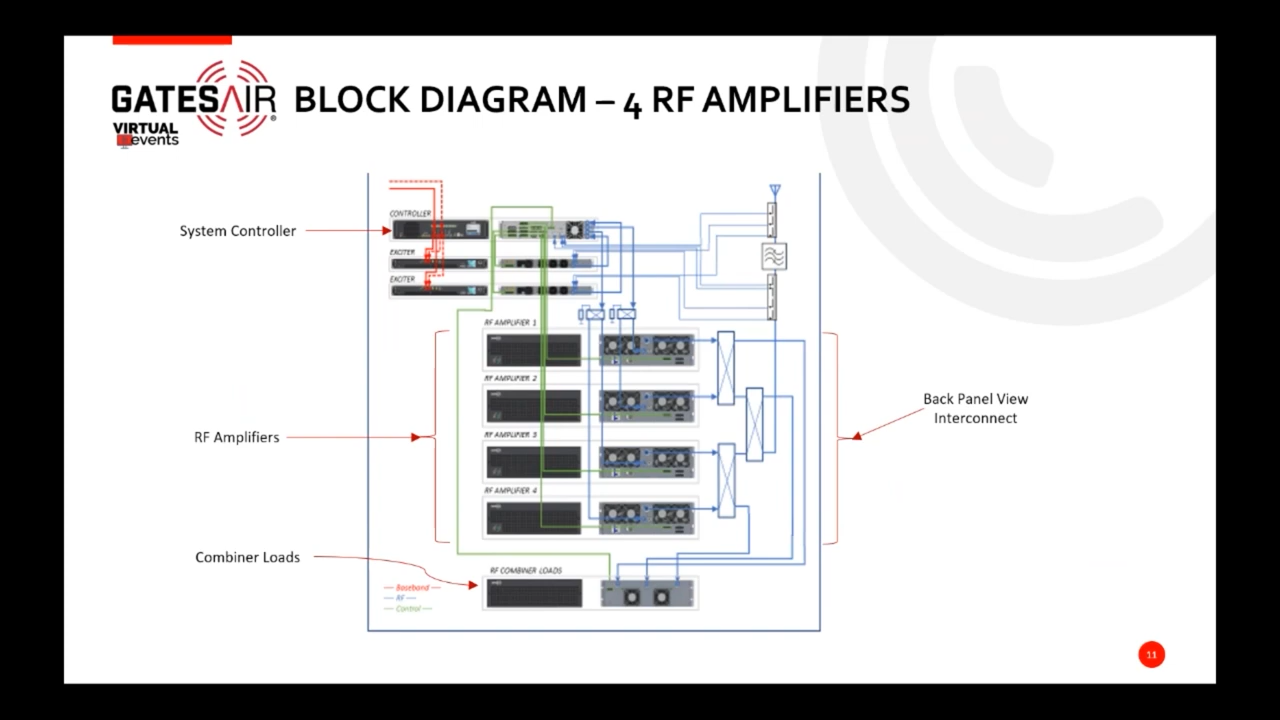 GATESAIR
®
VIRTUAL
events
BLOCK DIAGRAM – 4 RF AMPLIFIERS
CONTROLLER
System Controller
EXCITER
EXCITER
RF AMPLIFIER 1
RF AMPLIFIER 2
Back Panel View
Interconnect
RF Amplifiers
RF AMPLIFIER 3
RF AMPLIFIER 4
Combiner Loads
RF COMBINER LOADS
Baseband
RF
Control
11